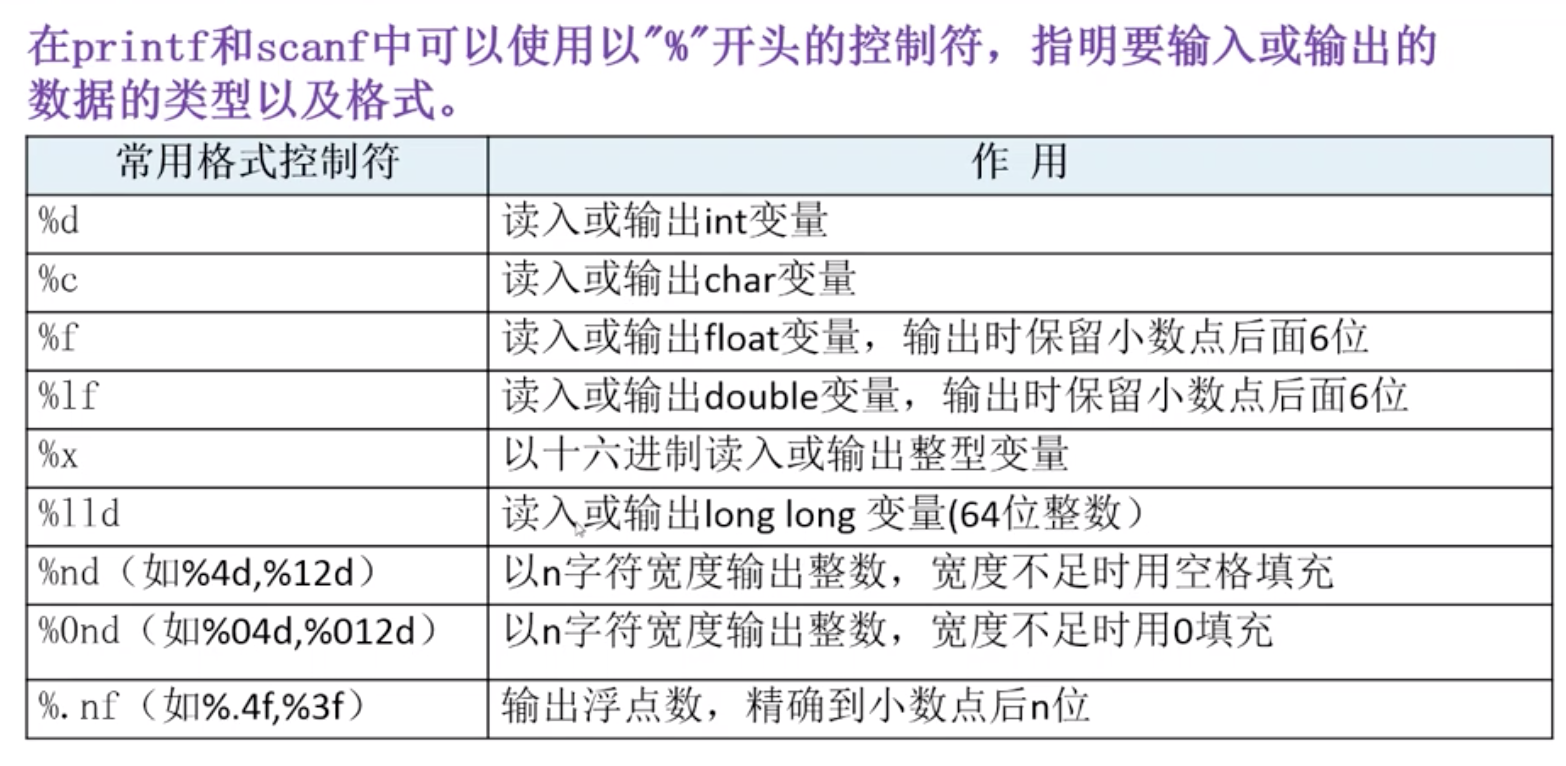 在printf和scanf中可以使用以"%"开头的控制符，指明要输入或输出的
数据的类型以及格式。
常用格式控制符 作 用
%d 读入或输出int变量
%c 读入或输出char变量
%f 读入或输出float变量，输出时保留小数点后面6位
%lf 读入或输出double变量，输出时保留小数点后面6位
%x 以十六进制读入或输出整型变量
%lld 读入或输出long long 变量(64位整数）
%nd（如%4d,%12d） 以n字符宽度输出整数，宽度不足时用空格填充
%0nd（如%04d,%012d） 以n字符宽度输出整数，宽度不足时用0填充
%.nf（如%.4f,%3f） 输出浮点数，精确到小数点后n位